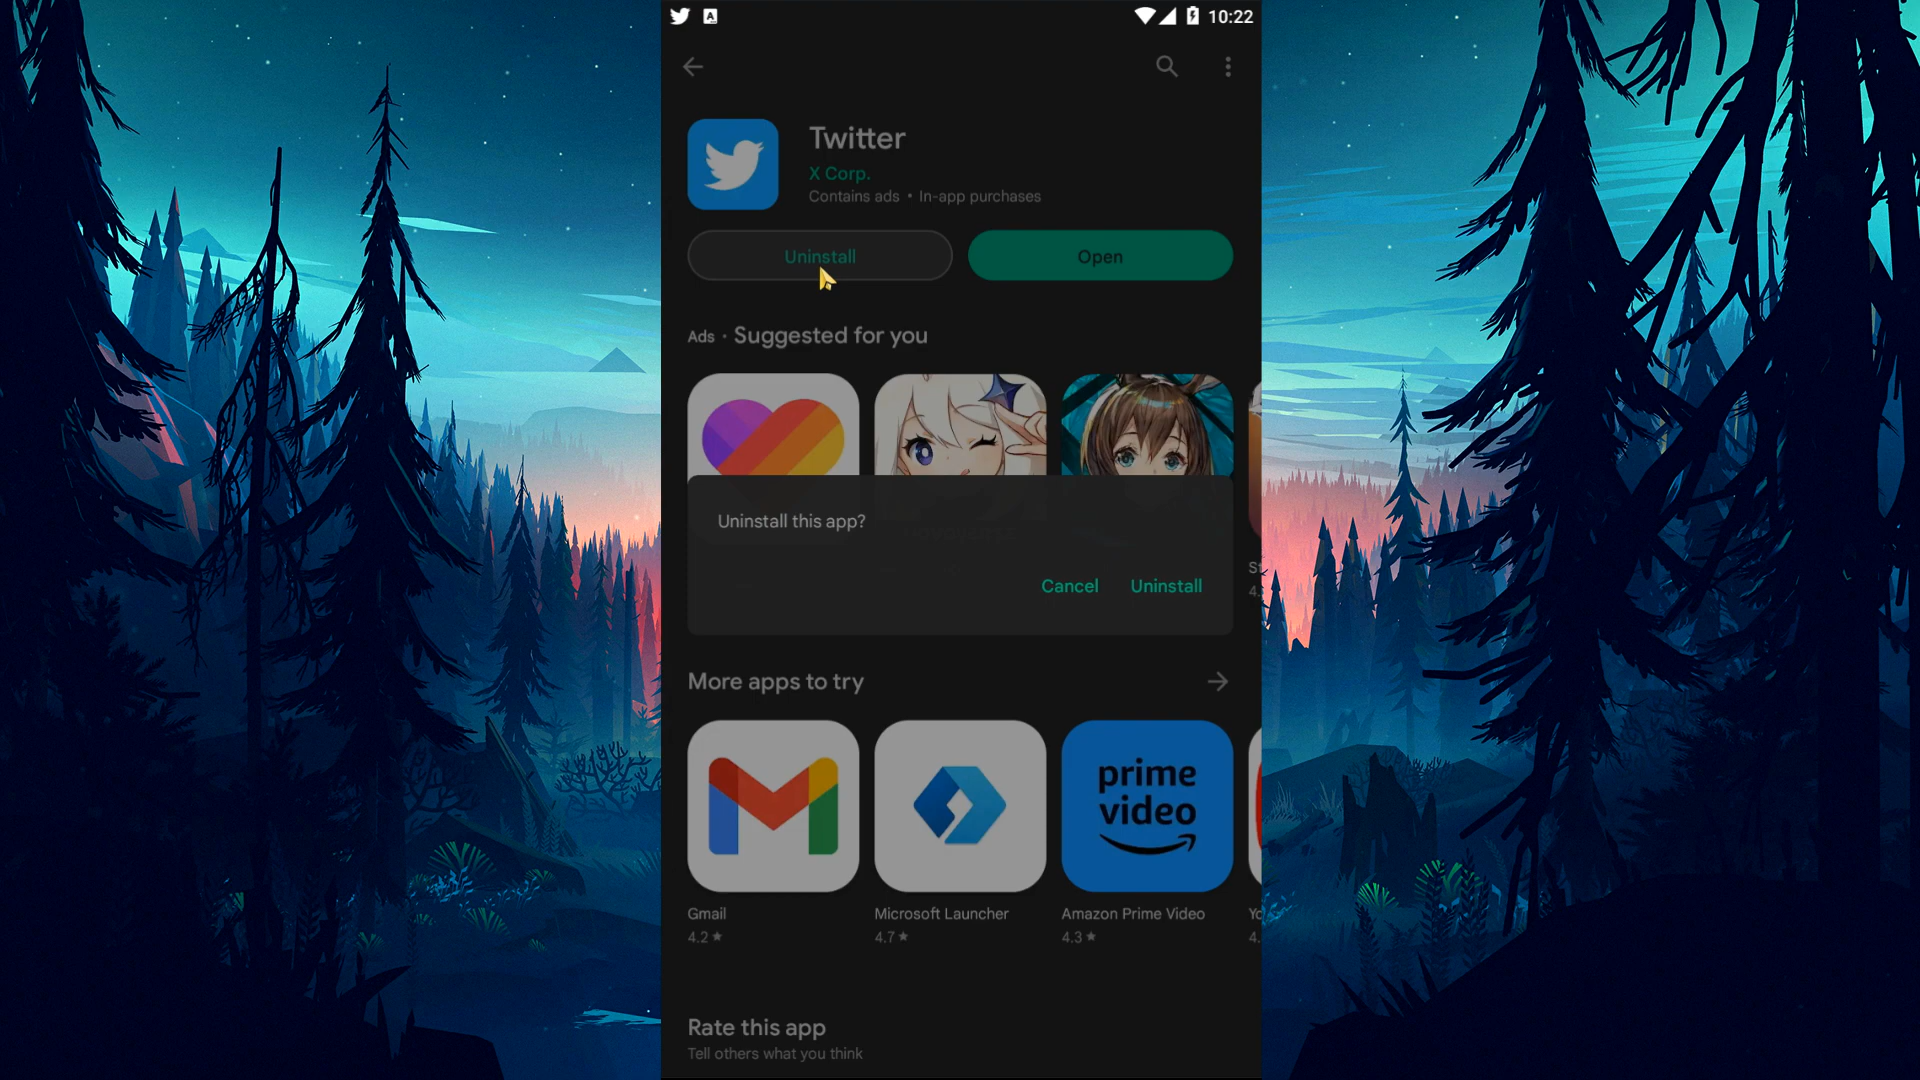 10:22
Twitter
X Corp.
Contains ads • In-app purchases
Uninstall
Open
Ads · Suggested for you
Uninstall this app?
Cancel
Uninstall
More apps to try
prime
video
Gmail
Microsoft Launcher
Amazon Prime Video
4.2 ★
4.7 ★
4.3 ★
Rate this app
Tell others what you think